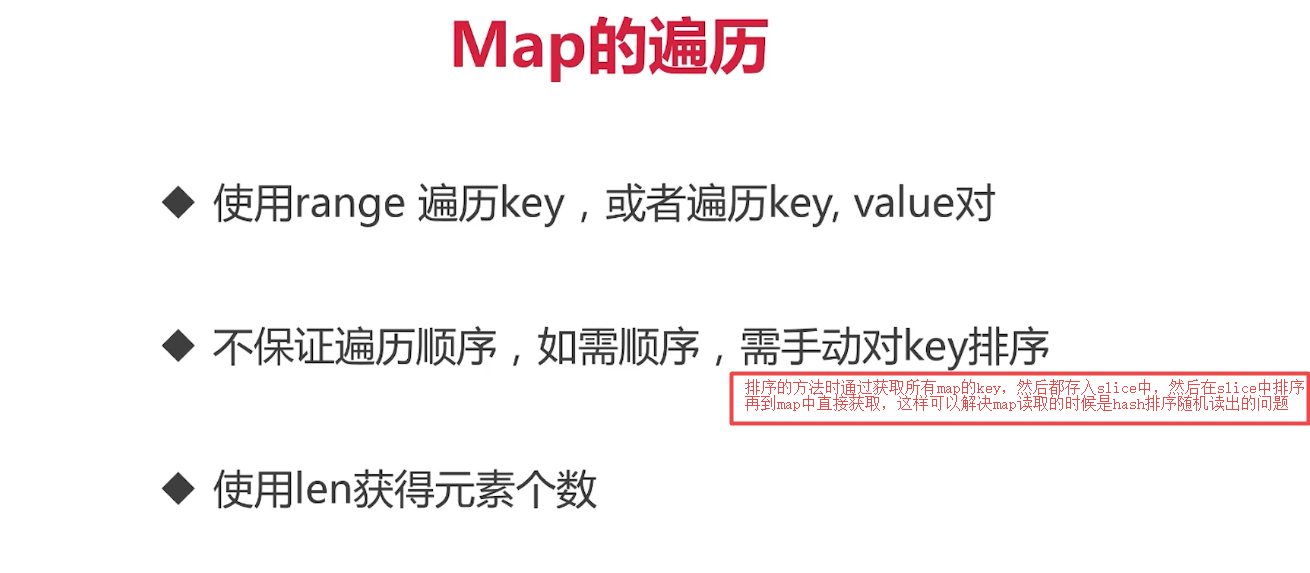 Map的遍历
◆ 使用range 遍历key，或者遍历key, value对
◆ 不保证遍历顺序，如需顺序，需手动对key排序
排序的方法时通过获取所有map的key，然后都存入slice中，然后在slice中排序
再到map中直接获取，这样可以解决map读取的时候是hash排序随机读出的问题
◆ 使用len获得元素个数